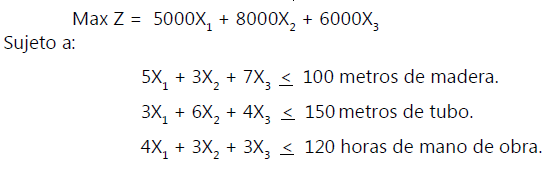 Max Z = 5000X₁ + 8000X₂ + 6000X₃
Sujeto a:
5X₁ + 3X₂ + 7X₃ ≤ 100 metros de madera.
3X₁ + 6X₂ + 4X₃ ≤ 150 metros de tubo.
4X₁ + 3X₂ + 3X₃ ≤ 120 horas de mano de obra.